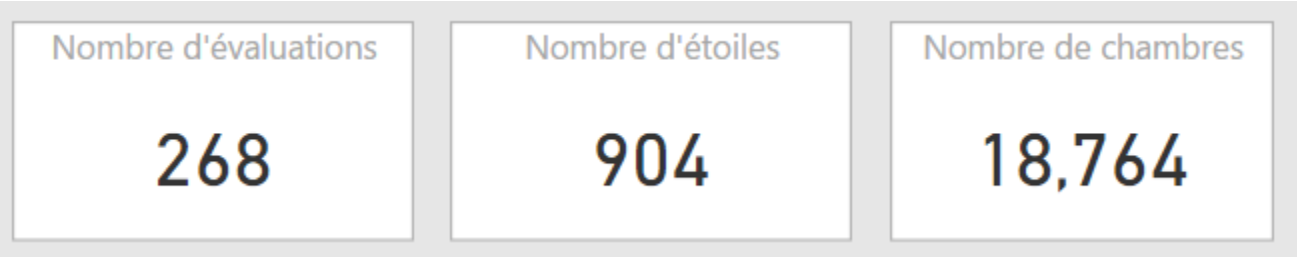 Nombre d'évaluations
268
Nombre d'étoiles
904
Nombre de chambres
18,764